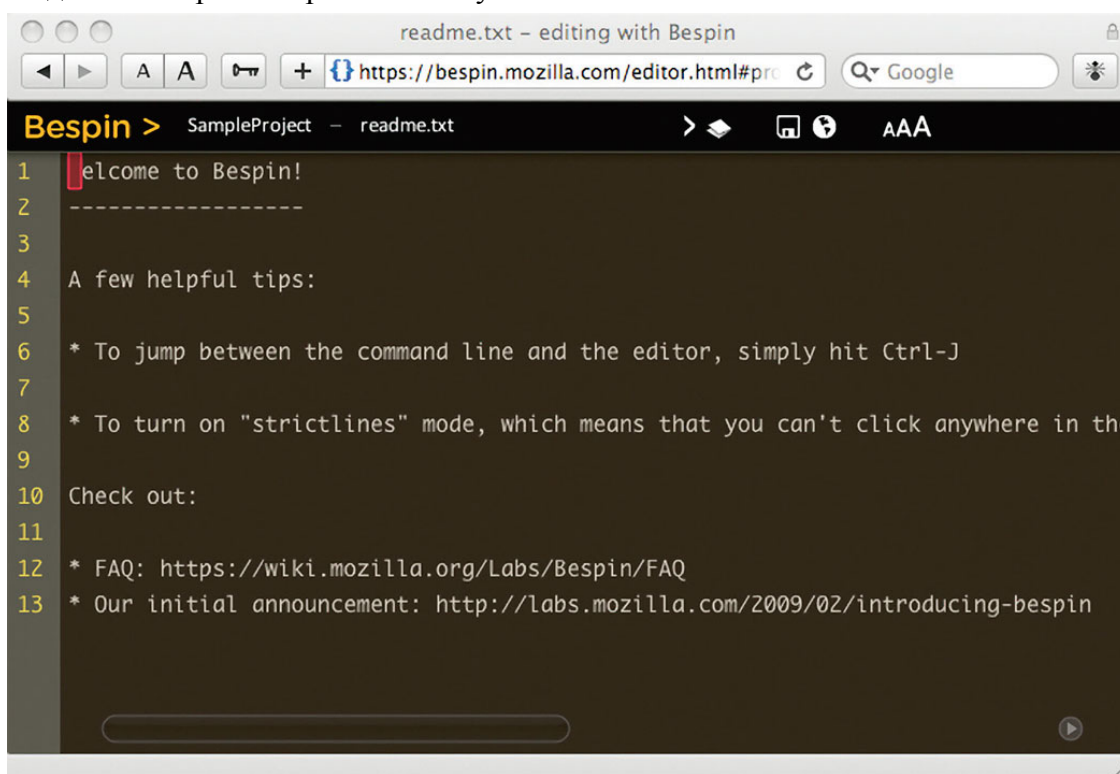 readme.txt – editing with Bespin
A A + {} https://bespin.mozilla.com/editor.html#pro Google
Bespin > SampleProject – readme.txt > AAA
1 elcome to Bespin!
2 ------------------
3
4 A few helpful tips:
5
6 * To jump between the command line and the editor, simply hit Ctrl-J
7
8 * To turn on "strictlines" mode, which means that you can't click anywhere in th
9
10 Check out:
11
12 * FAQ: https://wiki.mozilla.org/Labs/Bespin/FAQ
13 * Our initial announcement: http://labs.mozilla.com/2009/02/introducing-bespin